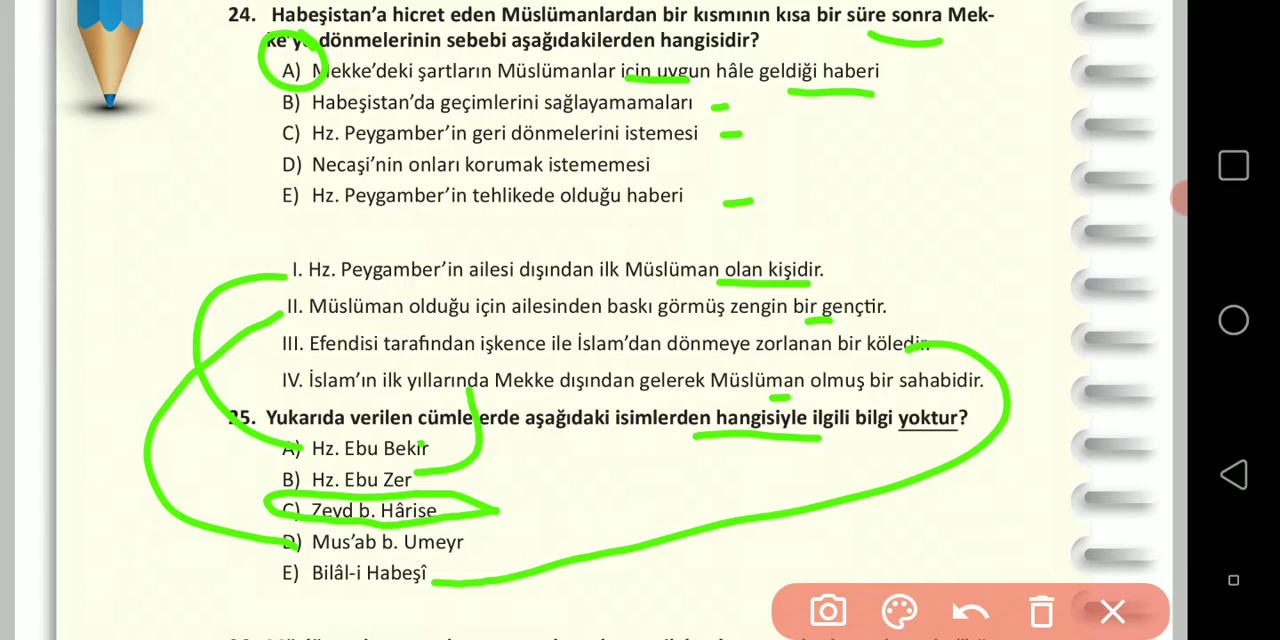 24. Habeşistan'a hicret eden Müslümanlardan bir kısmının kısa bir süre sonra Mek-
ke'ye dönmelerinin sebebi aşağıdakilerden hangisidir?
A) Mekke'deki şartların Müslümanlar için uygun hâle geldiği haberi
B) Habeşistan'da geçimlerini sağlayamamaları
C) Hz. Peygamber'in geri dönmelerini istemesi
D) Necaşi'nin onları korumak istememesi
E) Hz. Peygamber'in tehlikede olduğu haberi
I. Hz. Peygamber'in ailesi dışından ilk Müslüman olan kişidir.
II. Müslüman olduğu için ailesinden baskı görmüş zengin bir gençtir.
III. Efendisi tarafından işkence ile İslam'dan dönmeye zorlanan bir köledir.
IV. İslam'ın ilk yıllarında Mekke dışından gelerek Müslüman olmuş bir sahabidir.
25. Yukarıda verilen cümlelerde aşağıdaki isimlerden hangisiyle ilgili bilgi yoktur?
A) Hz. Ebu Bekir
B) Hz. Ebu Zer
C) Zeyd b. Hârise
D) Mus'ab b. Umeyr
E) Bilâl-i Habeşî